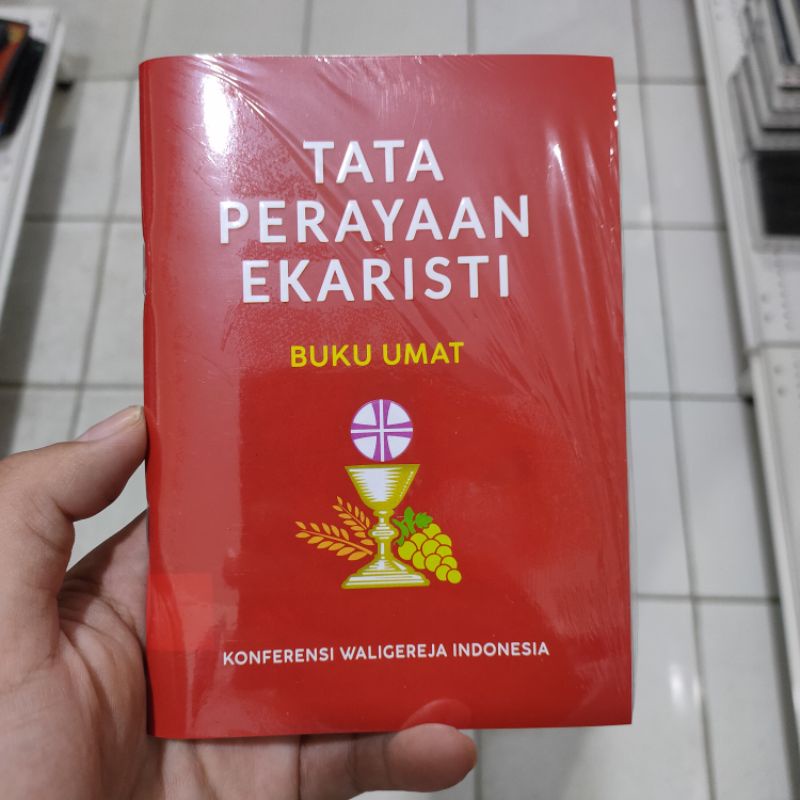 TATA
PERAYAAN
EKARISTI
BUKU UMAT
KONFERENSI WALIGEREJA INDONESIA